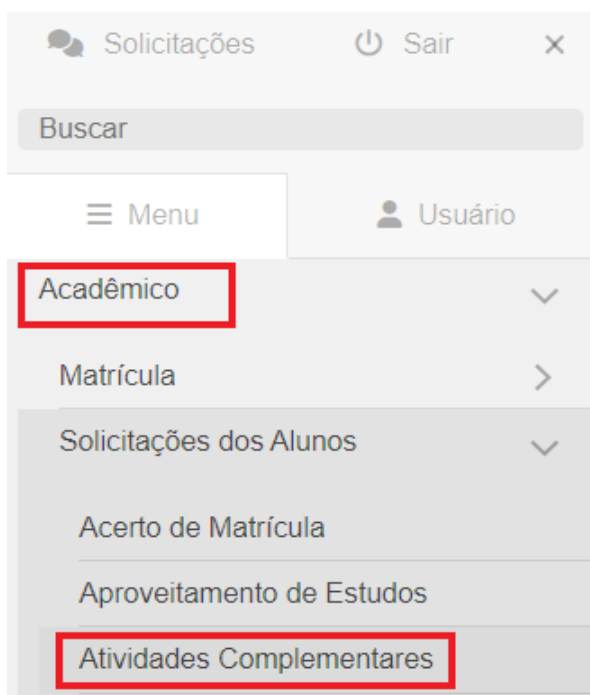 Solicitações Sair
Buscar
Menu Usuário
Acadêmico
Matrícula
Solicitações dos Alunos
Acerto de Matrícula
Aproveitamento de Estudos
Atividades Complementares